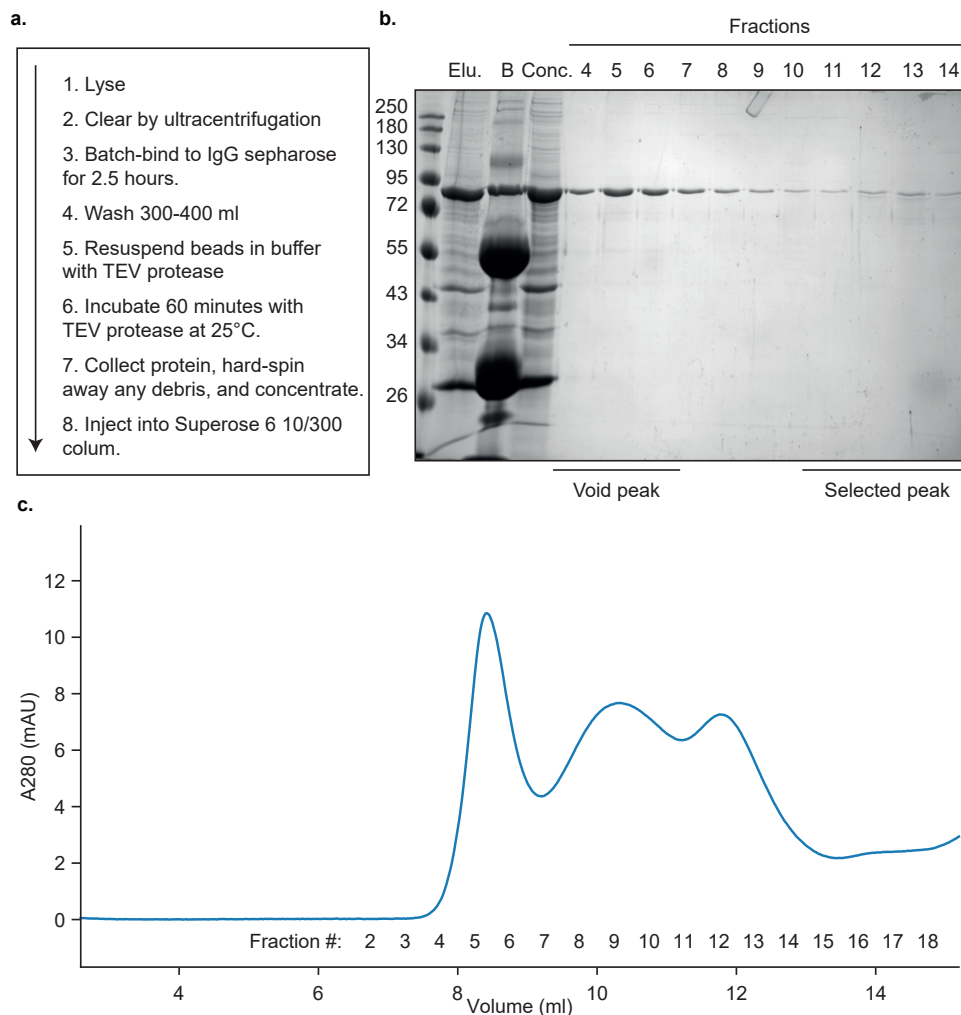 a.
1. Lyse
2. Clear by ultracentrifugation
3. Batch-bind to IgG sepharose
for 2.5 hours.
4. Wash 300-400 ml
5. Resuspend beads in buffer
with TEV protease
6. Incubate 60 minutes with
TEV protease at 25°C.
7. Collect protein, hard-spin
away any debris, and concentrate.
8. Inject into Superose 6 10/300
colum.
b.
Fractions
Elu. B Conc. 4 5 6 7 8 9 10 11 12 13 14
250
180
130
95
72
55
43
34
26
Void peak
Selected peak
c.
A280 (mAU)
12
10
8
6
4
2
0
Fraction #: 2 3 4 5 6 7 8 9 10 11 12 13 14 15 16 17 18
4 6 8 10 12 14
Volume (ml)